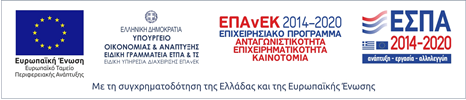 Ευρωπαϊκή Ένωση
Ευρωπαϊκό Ταμείο
Περιφερειακής Ανάπτυξης
ΕΛΛΗΝΙΚΗ ΔΗΜΟΚΡΑΤΙΑ
ΥΠΟΥΡΓΕΙΟ
ΟΙΚΟΝΟΜΙΑΣ & ΑΝΑΠΤΥΞΗΣ
ΕΙΔΙΚΗ ΓΡΑΜΜΑΤΕΙΑ ΕΤΠΑ & ΤΣ
ΕΙΔΙΚΗ ΥΠΗΡΕΣΙΑ ΔΙΑΧΕΙΡΙΣΗΣ ΕΠΑνΕΚ
ΕΠΑνΕΚ 2014–2020
ΕΠΙΧΕΙΡΗΣΙΑΚΟ ΠΡΟΓΡΑΜΜΑ
ΑΝΤΑΓΩΝΙΣΤΙΚΟΤΗΤΑ
ΕΠΙΧΕΙΡΗΜΑΤΙΚΟΤΗΤΑ
ΚΑΙΝΟΤΟΜΙΑ
ΕΣΠΑ
2014-2020
ανάπτυξη - εργασία - αλληλεγγύη
Με τη συγχρηματοδότηση της Ελλάδας και της Ευρωπαϊκής Ένωσης